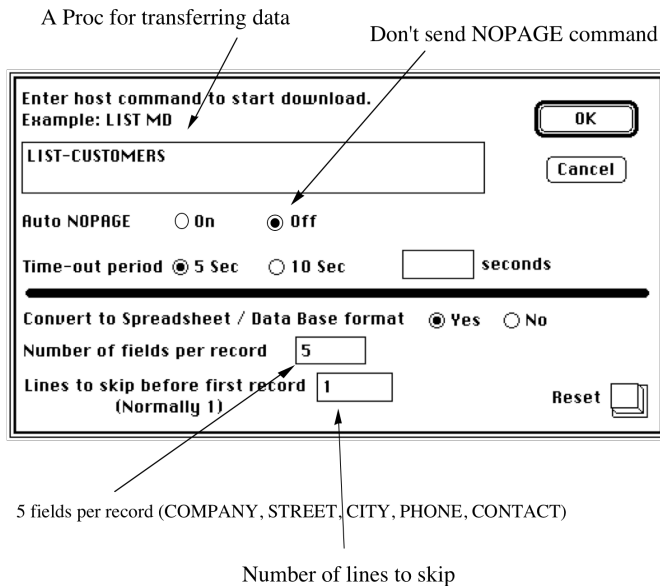 A Proc for transferring data
Don't send NOPAGE command
Enter host command to start download.
Example: LIST MD
OK
LIST-CUSTOMERS
Cancel
Auto NOPAGE On Off
Time-out period 5 Sec 10 Sec seconds
Convert to Spreadsheet / Data Base format Yes No
Number of fields per record 5
Lines to skip before first record 1
(Normally 1)
Reset
5 fields per record (COMPANY, STREET, CITY, PHONE, CONTACT)
Number of lines to skip